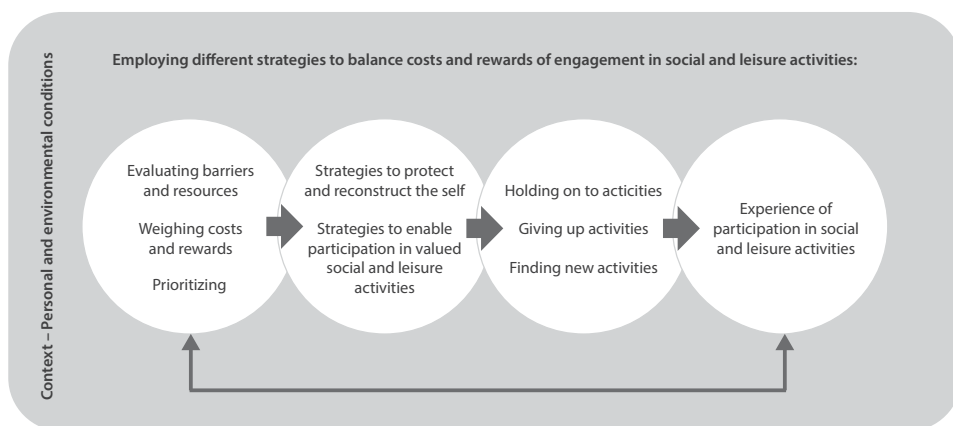 Employing different strategies to balance costs and rewards of engagement in social and leisure activities:
Context – Personal and environmental conditions
Evaluating barriers
and resources
Weighing costs
and rewards
Prioritizing
Strategies to protect
and reconstruct the self
Strategies to enable
participation in valued
social and leisure
activities
Holding on to acticities
Giving up activities
Finding new activities
Experience of
participation in social
and leisure activities